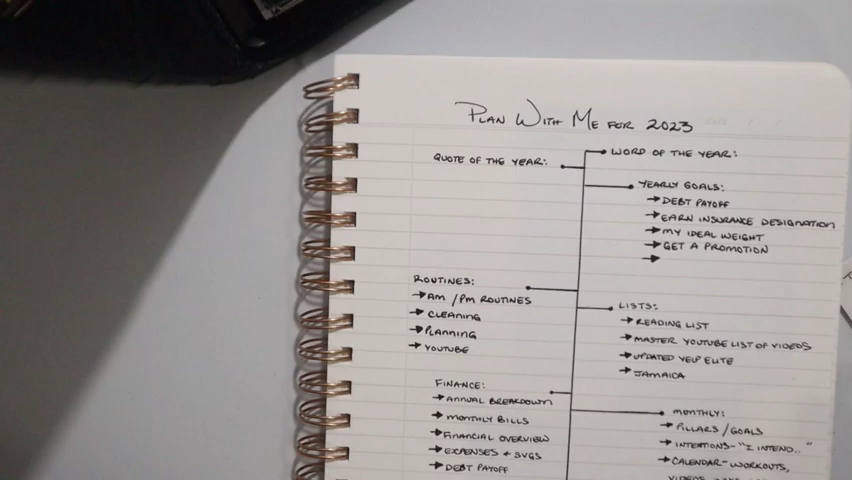 PLAN WITH ME FOR 2023
QUOTE OF THE YEAR:
WORD OF THE YEAR:
YEARLY GOALS:
→ DEBT PAYOFF
→ EARN INSURANCE DESIGNATION
→ MY IDEAL WEIGHT
→ GET A PROMOTION
→
ROUTINES:
→ AM / PM ROUTINES
→ CLEANING
→ PLANNING
→ YOUTUBE
LISTS:
→ READING LIST
→ MASTER YOUTUBE LIST OF VIDEOS
→ UPDATED YELP ELITE
→ JAMAICA
FINANCE:
→ ANNUAL BREAKDOWN
→ MONTHLY BILLS
→ FINANCIAL OVERVIEW
→ EXPENSES + SVGS
→ DEBT PAYOFF
MONTHLY:
→ PILLARS / GOALS
→ INTENTIONS- "I INTEND.."
→ CALENDAR- WORKOUTS,